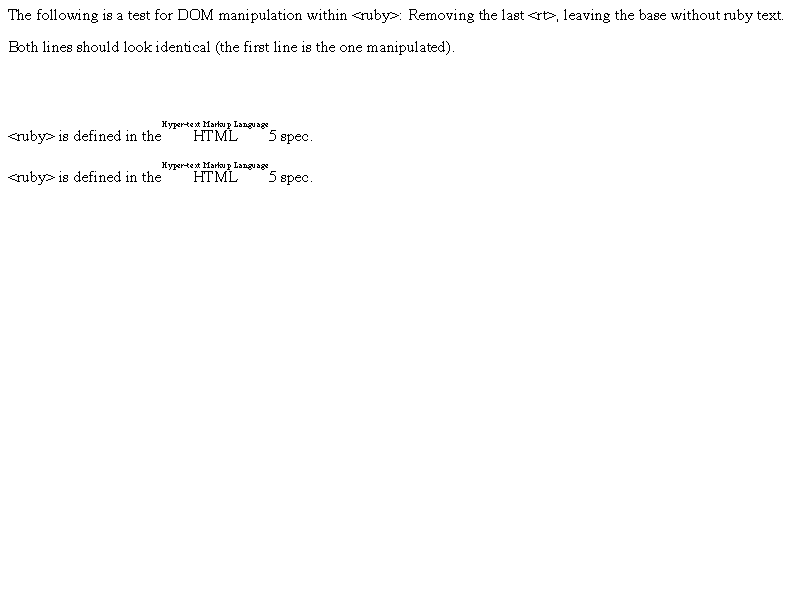 The following is a test for DOM manipulation within <ruby>: Removing the last <rt>, leaving the base without ruby text.
Both lines should look identical (the first line is the one manipulated).
Hyper-text Markup Language
<ruby> is defined in the HTML 5 spec.
Hyper-text Markup Language
<ruby> is defined in the HTML 5 spec.